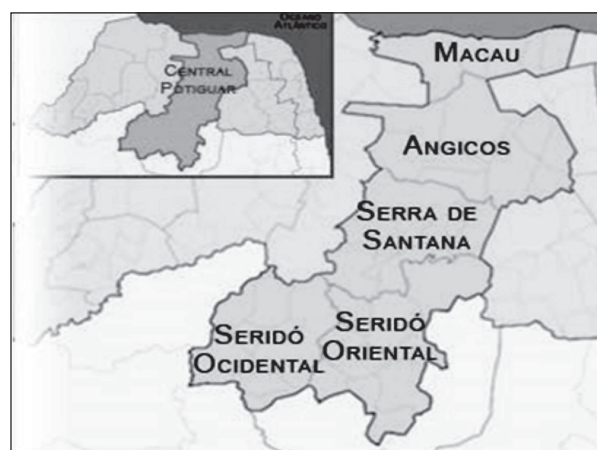 OCEANO
ATLÂNTICO
CENTRAL
POTIGUAR
MACAU
ANGICOS
SERRA DE
SANTANA
SERIDÓ
OCIDENTAL
SERIDÓ
ORIENTAL